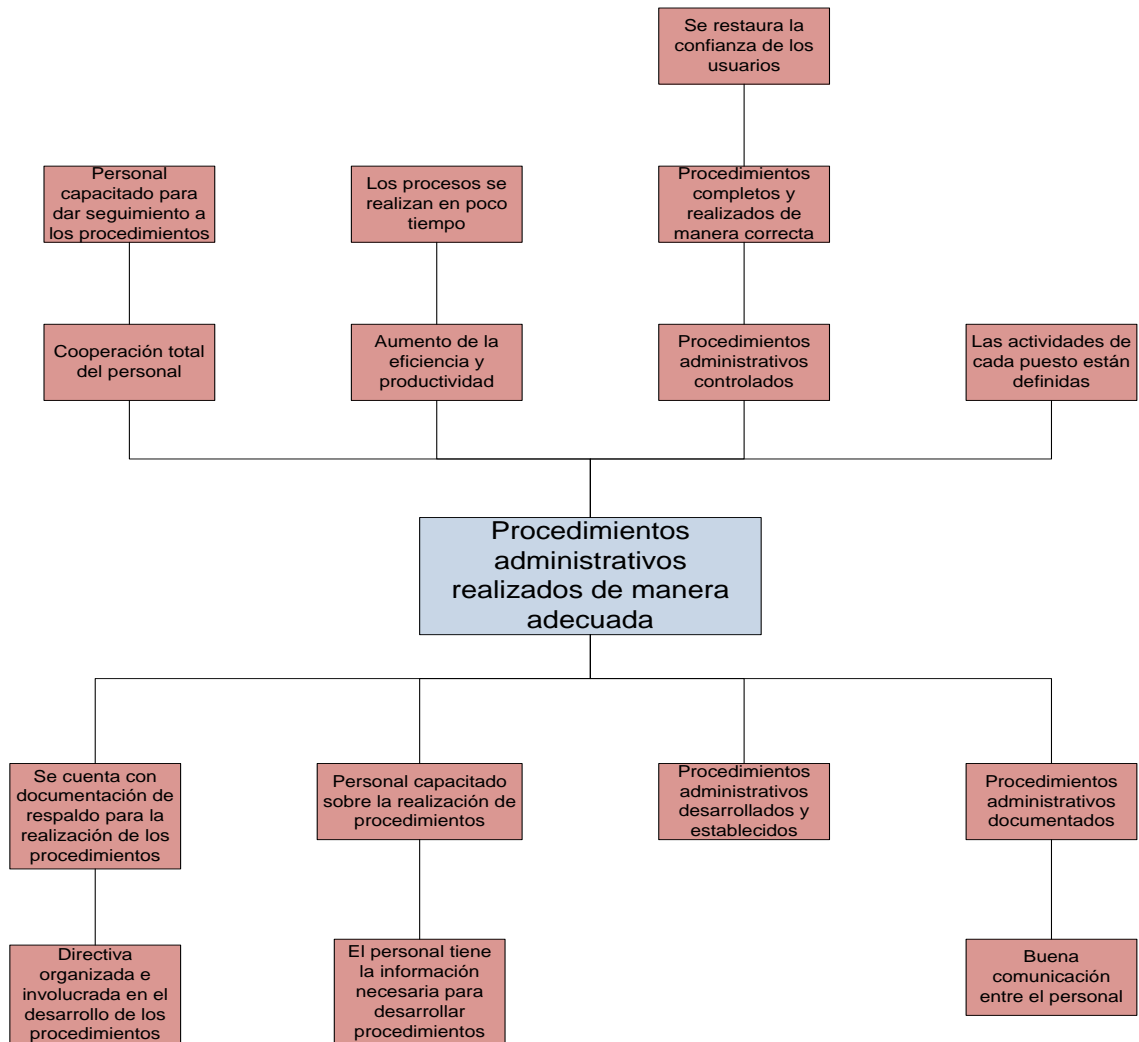 Se restaura la
confianza de los
usuarios
Personal
capacitado para
dar seguimiento a
los procedimientos
Los procesos se
realizan en poco
tiempo
Procedimientos
completos y
realizados de
manera correcta
Cooperación total
del personal
Aumento de la
eficiencia y
productividad
Procedimientos
administrativos
controlados
Las actividades de
cada puesto están
definidas
Procedimientos
administrativos
realizados de manera
adecuada
Se cuenta con
documentación de
respaldo para la
realización de los
procedimientos
Personal capacitado
sobre la realización de
procedimientos
Procedimientos
administrativos
desarrollados y
establecidos
Procedimientos
administrativos
documentados
Directiva
organizada e
involucrada en el
desarrollo de los
procedimientos
El personal tiene
la información
necesaria para
desarrollar
procedimientos
Buena
comunicación
entre el personal